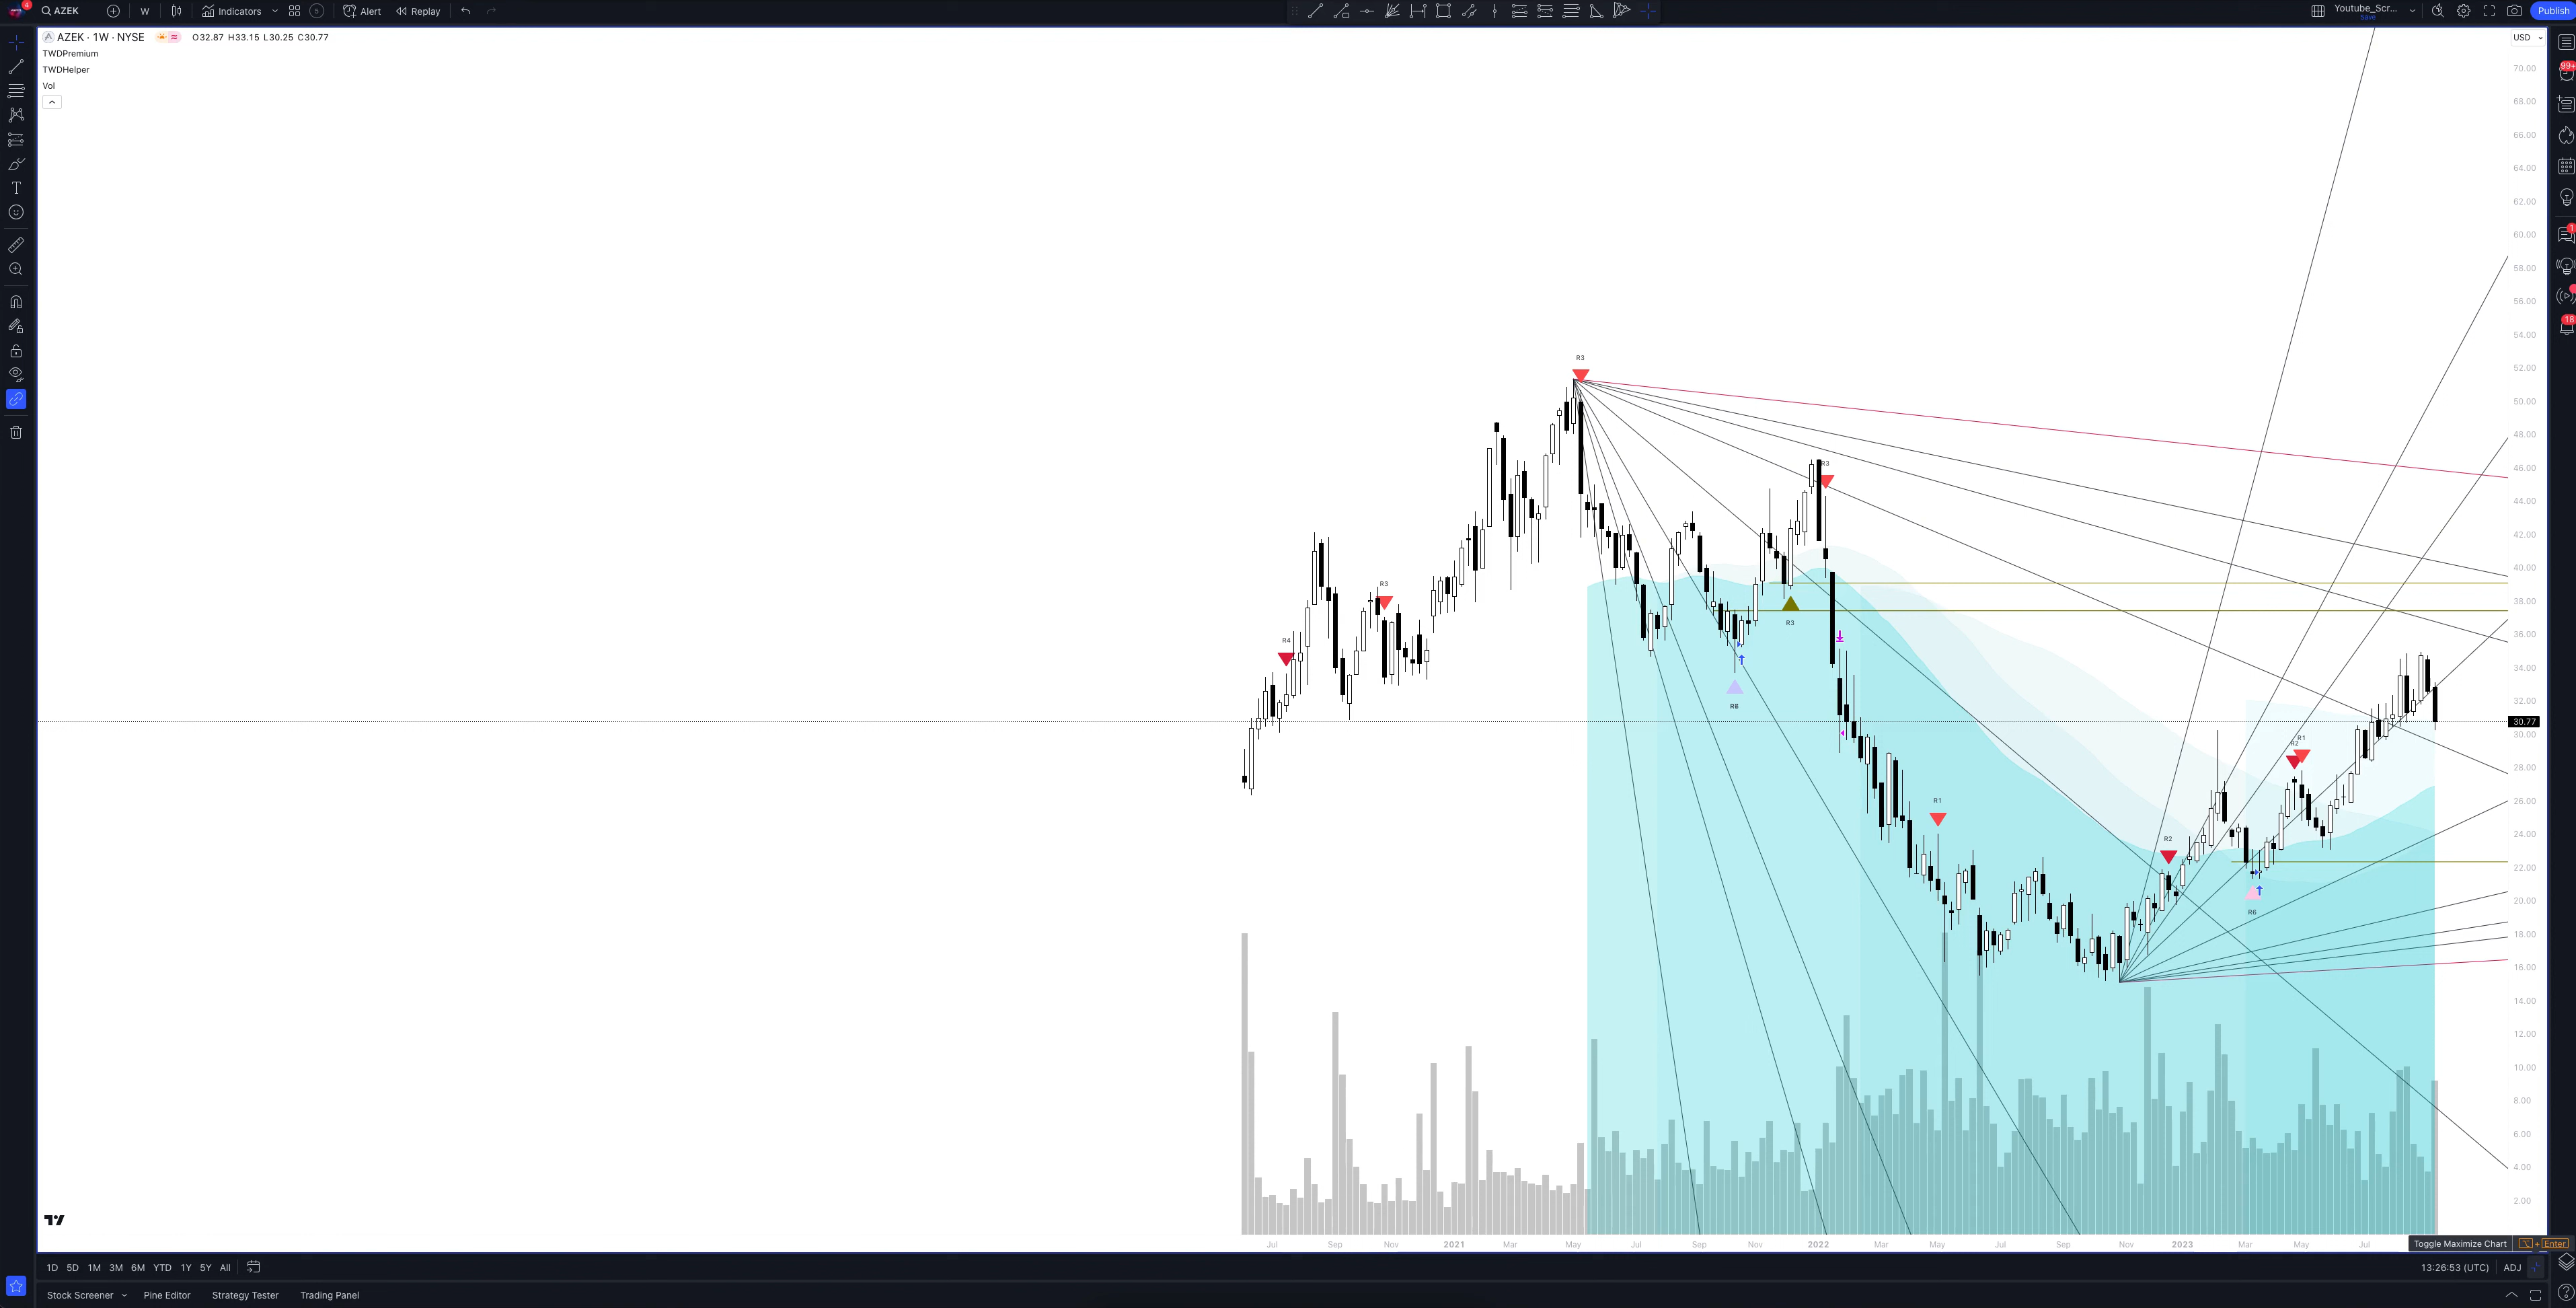 4
AZEK
W
Indicators
5
Alert
Replay
Youtube_Scr...
Save
Publish
AZEK · 1W · NYSE
O32.87 H33.15 L30.25 C30.77
TWDPremium
TWDHelper
Vol
USD
70.00
68.00
66.00
64.00
62.00
60.00
58.00
56.00
54.00
52.00
50.00
48.00
46.00
44.00
42.00
40.00
38.00
36.00
34.00
32.00
30.77
30.00
28.00
26.00
24.00
22.00
20.00
18.00
16.00
14.00
12.00
10.00
8.00
6.00
4.00
2.00
99+
1
18
R3
R3
R3
R4
R3
R8
R1
R2
R1
R2
R6
Jul
Sep
Nov
2021
Mar
May
Jul
Sep
Nov
2022
Mar
May
Jul
Sep
Nov
2023
Mar
May
Jul
Toggle Maximize Chart
+ Enter
1D 5D 1M 3M 6M YTD 1Y 5Y All
13:26:53 (UTC)
ADJ
Stock Screener
Pine Editor
Strategy Tester
Trading Panel